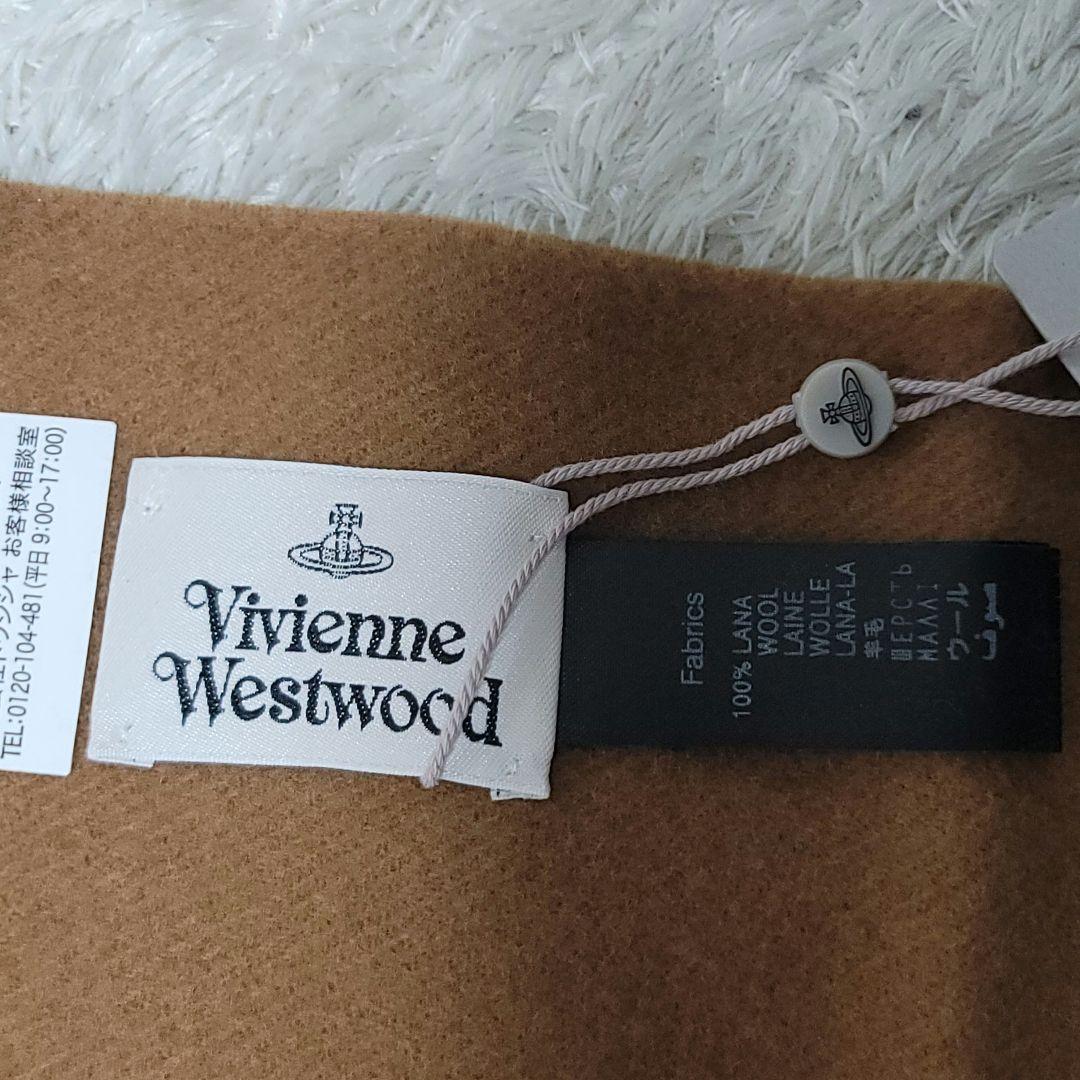 お客様相談室
TEL:0120-104-481(平日 9:00~17:00)
Vivienne
Westwood
Fabrics
100% LANA
WOOL
LAINE
WOLLE
LANA-LA
羊毛
ШЕРСТЬ
ΜΑΛΛΙ
ウール
صوف